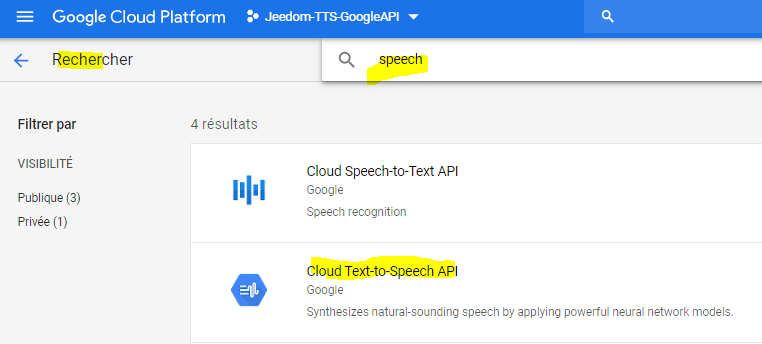 Google Cloud Platform Jeedom-TTS-GoogleAPI
Rechercher speech
Filtrer par
4 résultats
VISIBILITÉ
Publique (3)
Privée (1)
Cloud Speech-to-Text API
Google
Speech recognition
Cloud Text-to-Speech API
Google
Synthesizes natural-sounding speech by applying powerful neural network models.